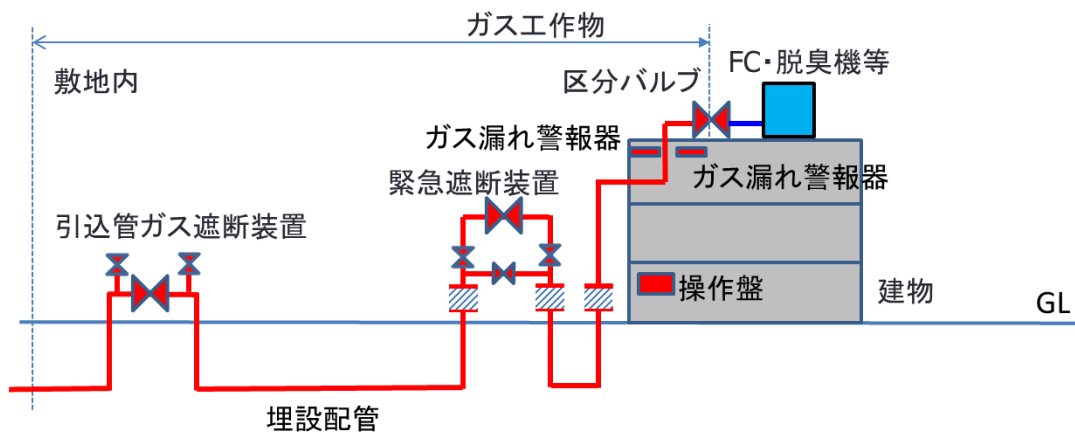 ガス工作物
敷地内
区分バルブ
FC・脱臭機等
ガス漏れ警報器
緊急遮断装置
ガス漏れ警報器
引込管ガス遮断装置
操作盤
建物
GL
埋設配管